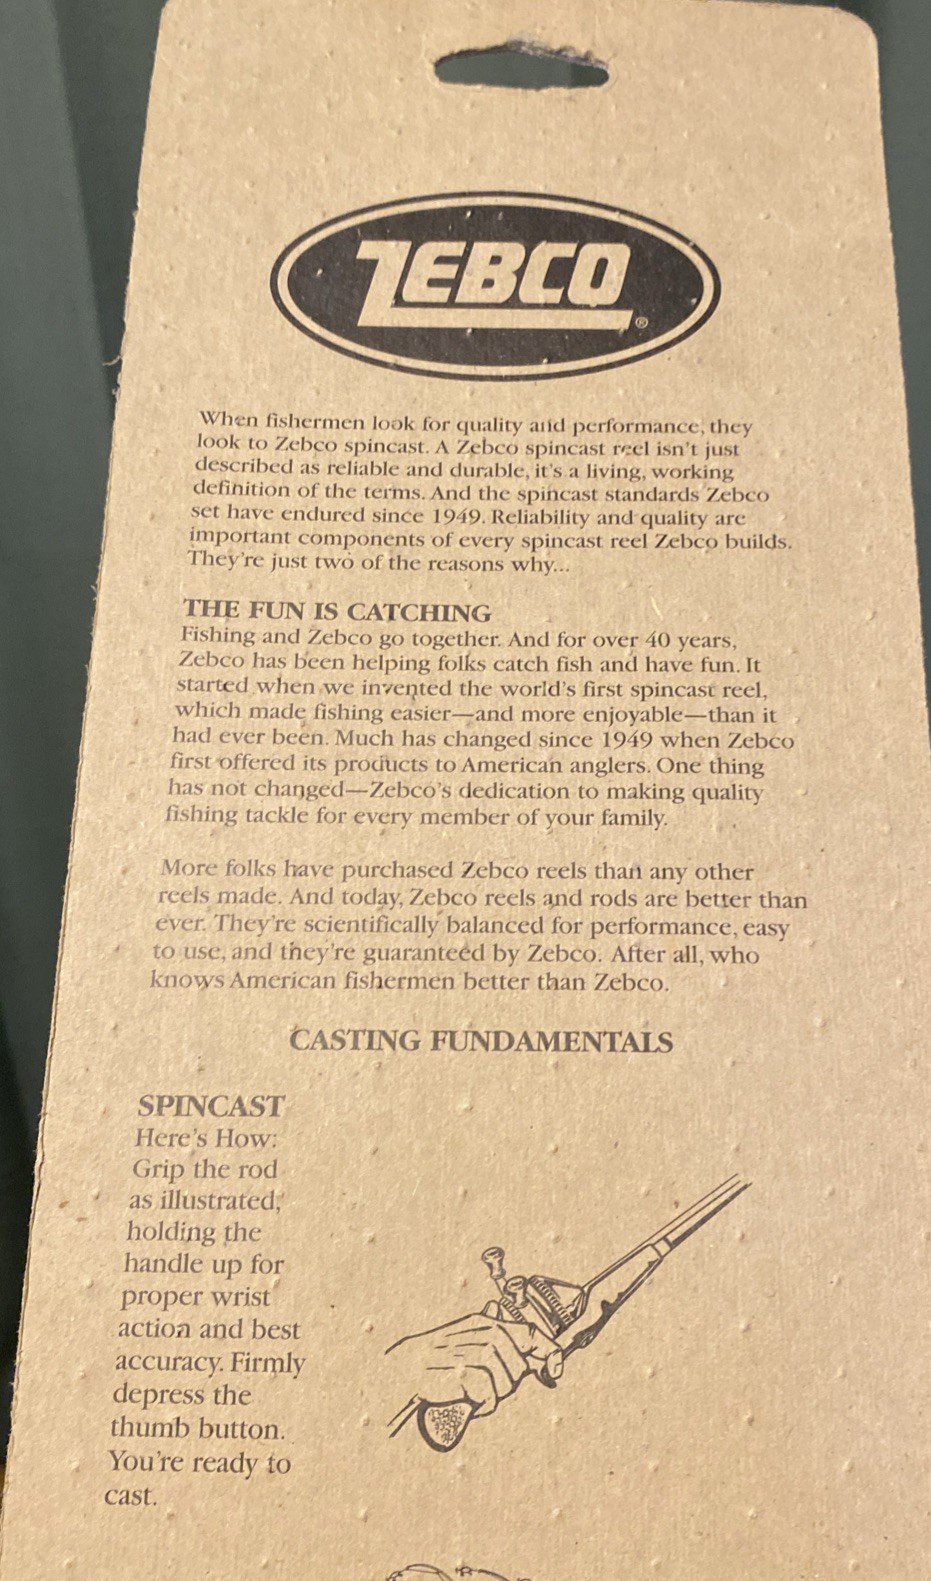 ZEBCO®
When fishermen look for quality and performance, they
look to Zebco spincast. A Zebco spincast reel isn't just
described as reliable and durable, it's a living, working
definition of the terms. And the spincast standards Zebco
set have endured since 1949. Reliability and quality are
important components of every spincast reel Zebco builds.
They're just two of the reasons why...
THE FUN IS CATCHING
Fishing and Zebco go together. And for over 40 years,
Zebco has been helping folks catch fish and have fun. It
started when we invented the world's first spincast reel,
which made fishing easier—and more enjoyable—than it
had ever been. Much has changed since 1949 when Zebco
first offered its products to American anglers. One thing
has not changed—Zebco's dedication to making quality
fishing tackle for every member of your family.
More folks have purchased Zebco reels than any other
reels made. And today, Zebco reels and rods are better than
ever. They're scientifically balanced for performance, easy
to use, and they're guaranteed by Zebco. After all, who
knows American fishermen better than Zebco.
CASTING FUNDAMENTALS
SPINCAST
Here's How:
Grip the rod
as illustrated,
holding the
handle up for
proper wrist
action and best
accuracy. Firmly
depress the
thumb button.
You're ready to
cast.